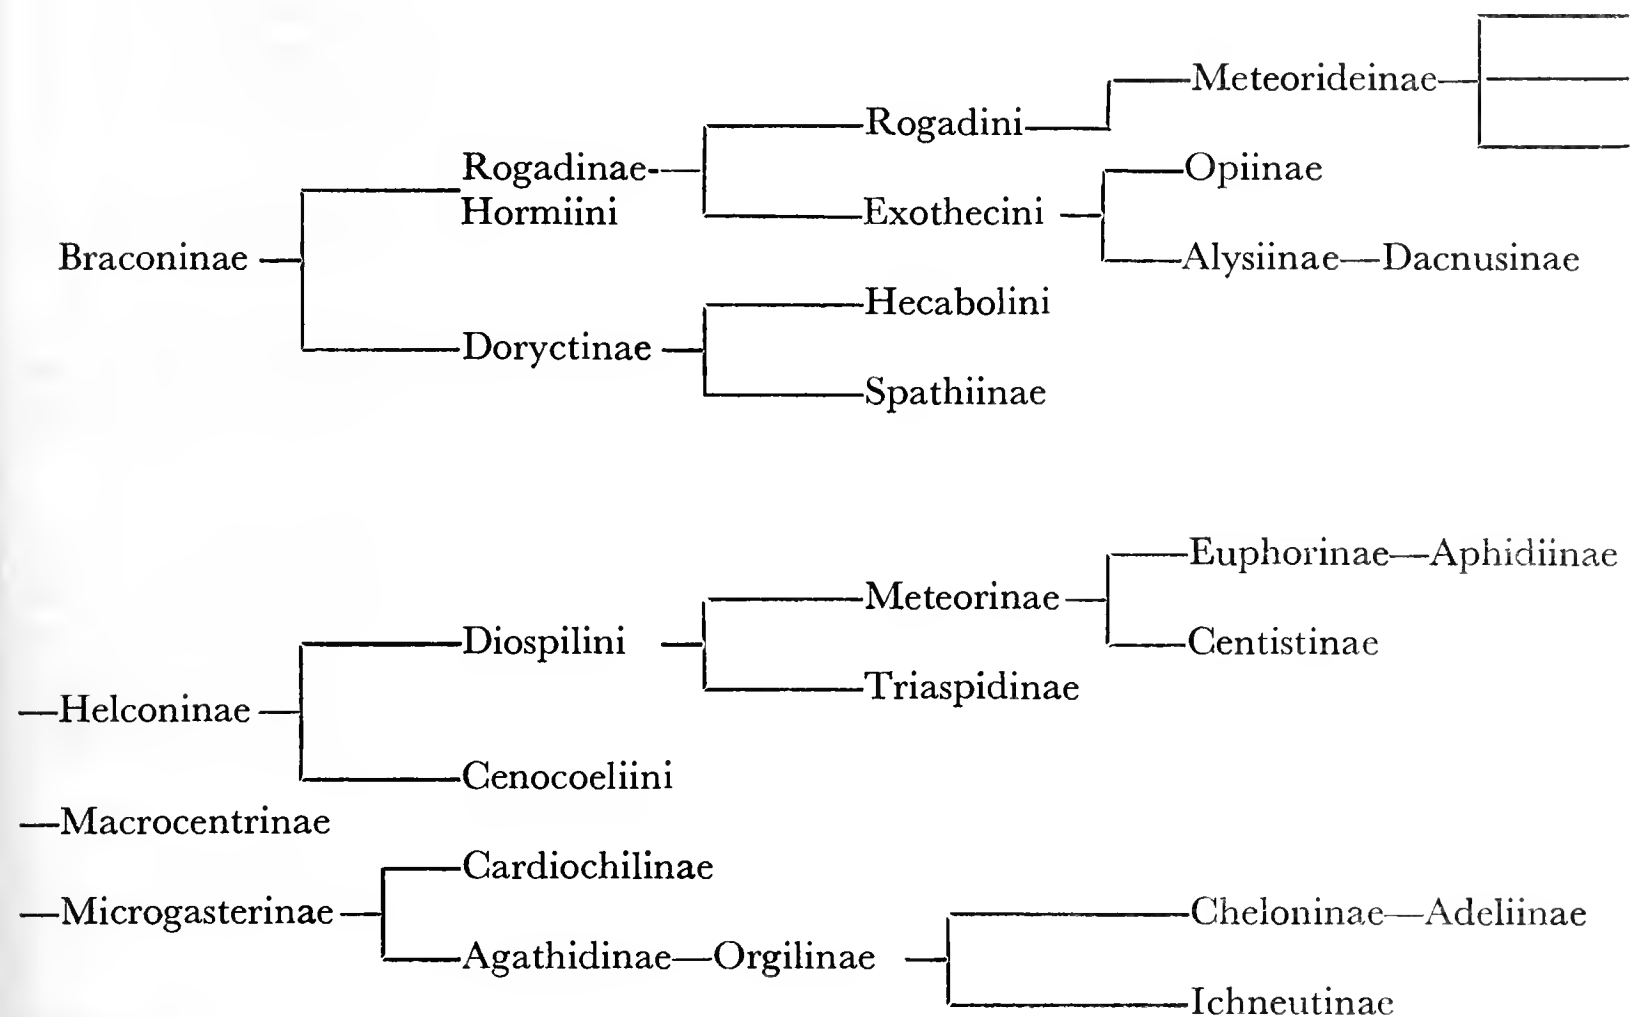 Meteorideinae
Rogadini
Rogadinae
Opiinae
Hormiini
Exothecini
Braconinae
Alysiinae—Dacnusinae
Hecabolini
Doryctinae
Spathiinae
Euphorinae—Aphidiinae
Meteorinae
Diospilini
Centistinae
Triaspidinae
—Helconinae
Cenocoeliini
—Macrocentrinae
Cardiochilinae
—Microgasterinae
Cheloninae—Adeliinae
Agathidinae—Orgilinae
Ichneutinae